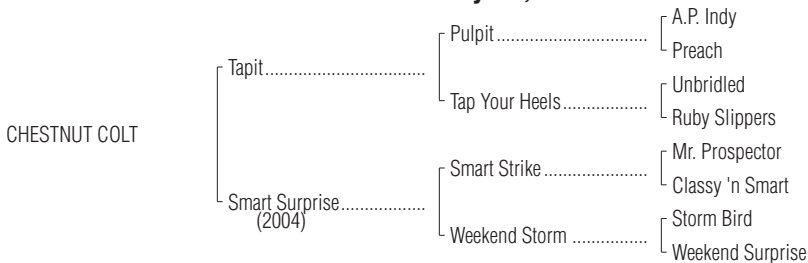 Pulpit
A.P. Indy
Preach
Tapit
Tap Your Heels
Unbridled
Ruby Slippers
CHESTNUT COLT
Smart Strike
Mr. Prospector
Classy 'n Smart
Smart Surprise
(2004)
Weekend Storm
Storm Bird
Weekend Surprise